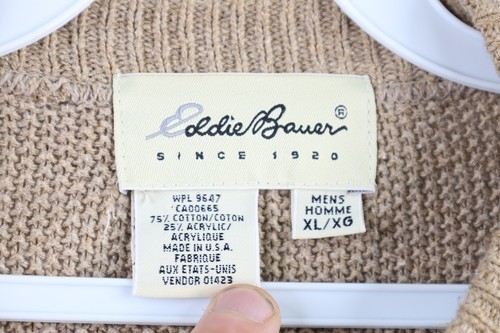 Eddie Bauer®
SINCE 1920
WPL 9647
CA00665
75% COTTON/COTON
25% ACRYLIC/
ACRYLIQUE
MADE IN U.S.A.
FABRIQUE
AUX ETATS-UNIS
VENDOR 01423
MENS
HOMME
XL/XG